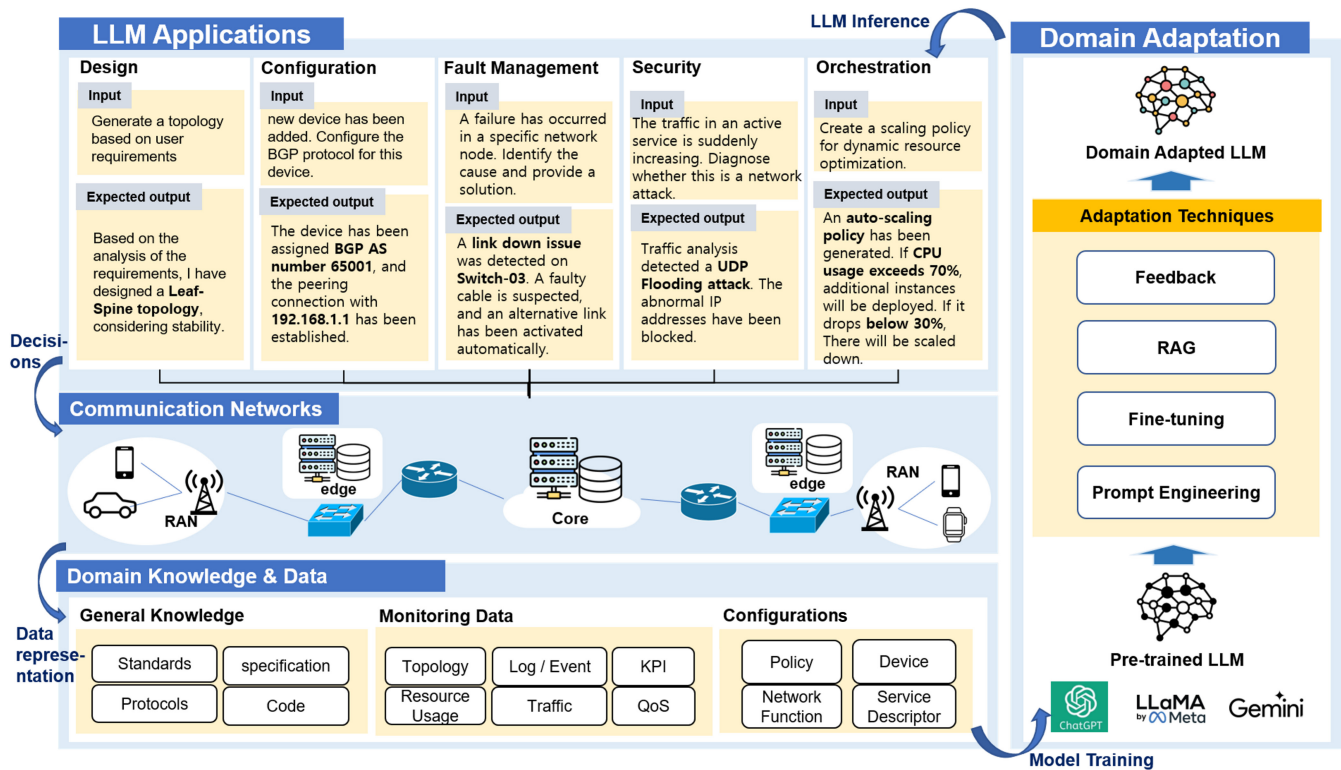 LLM Applications
Design
Input
Generate a topology
based on user
requirements
Expected output
Based on the
analysis of the
requirements, I have
designed a Leaf-
Spine topology,
considering stability.
Configuration
Input
new device has been
added. Configure the
BGP protocol for this
device.
Expected output
The device has been
assigned BGP AS
number 65001, and
the peering
connection with
192.168.1.1 has been
established.
Fault Management
Input
A failure has occurred
in a specific network
node. Identify the
cause and provide a
solution.
Expected output
A link down issue
was detected on
Switch-03. A faulty
cable is suspected,
and an alternative link
has been activated
automatically.
Security
Input
The traffic in an active
service is suddenly
increasing. Diagnose
whether this is a network
attack.
Expected output
Traffic analysis
detected a UDP
Flooding attack. The
abnormal IP
addresses have been
blocked.
Orchestration
Input
Create a scaling policy
for dynamic resource
optimization.
Expected output
An auto-scaling
policy has been
generated. If CPU
usage exceeds 70%,
additional instances
will be deployed. If it
drops below 30%,
There will be scaled
down.
LLM Inference
Decisi-
ons
Communication Networks
RAN
edge
Core
edge
RAN
Data
represe-
ntation
Domain Knowledge & Data
General Knowledge
Standards
specification
Protocols
Code
Monitoring Data
Topology
Log / Event
KPI
Resource
Usage
Traffic
QoS
Configurations
Policy
Device
Network
Function
Service
Descriptor
Model Training
Domain Adaptation
Domain Adapted LLM
Adaptation Techniques
Feedback
RAG
Fine-tuning
Prompt Engineering
Pre-trained LLM
ChatGPT
LLaMA
by Meta
Gemini